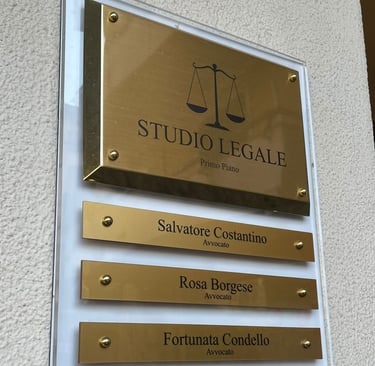 STUDIO LEGALE
Primo Piano
Salvatore Costantino
Avvocato
Rosa Borgese
Avvocato
Fortunata Condello
Avvocato